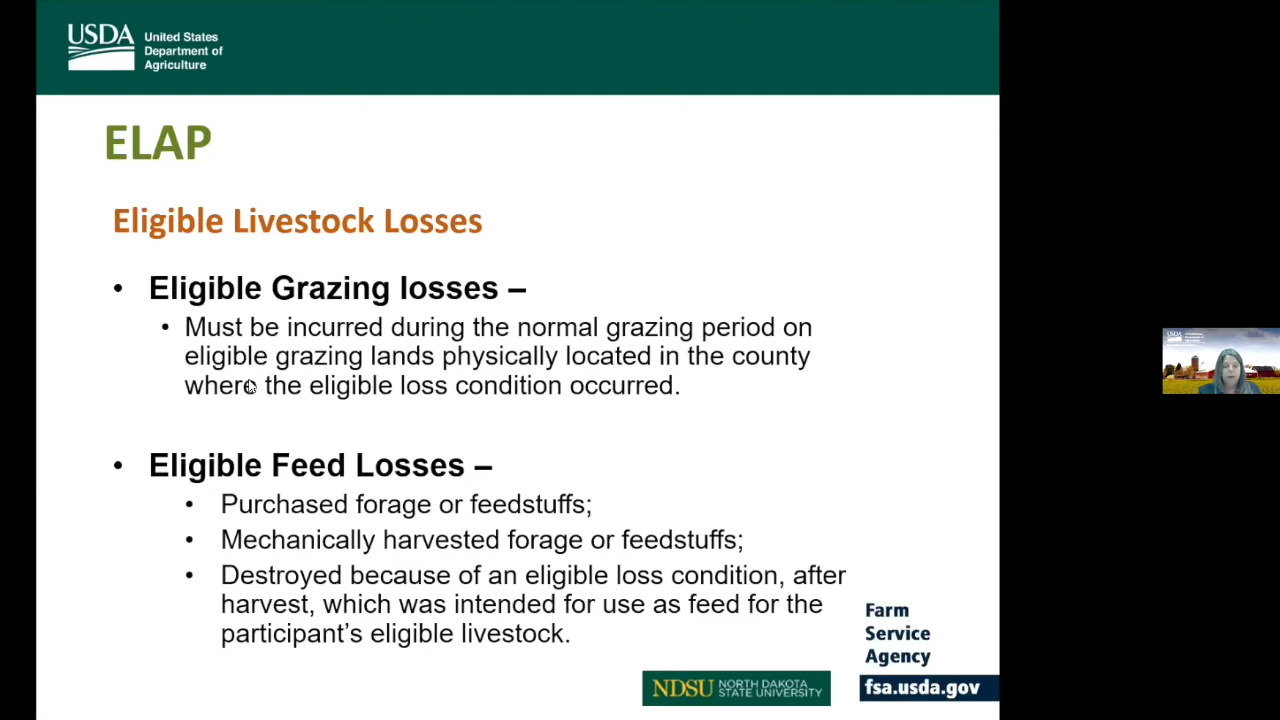 USDA
United States
Department of
Agriculture
ELAP
Eligible Livestock Losses
• Eligible Grazing losses –
• Must be incurred during the normal grazing period on
eligible grazing lands physically located in the county
where the eligible loss condition occurred.
• Eligible Feed Losses –
• Purchased forage or feedstuffs;
• Mechanically harvested forage or feedstuffs;
• Destroyed because of an eligible loss condition, after
harvest, which was intended for use as feed for the
participant's eligible livestock.
Farm
Service
Agency
fsa.usda.gov
NDSU NORTH DAKOTA
STATE UNIVERSITY
USDA